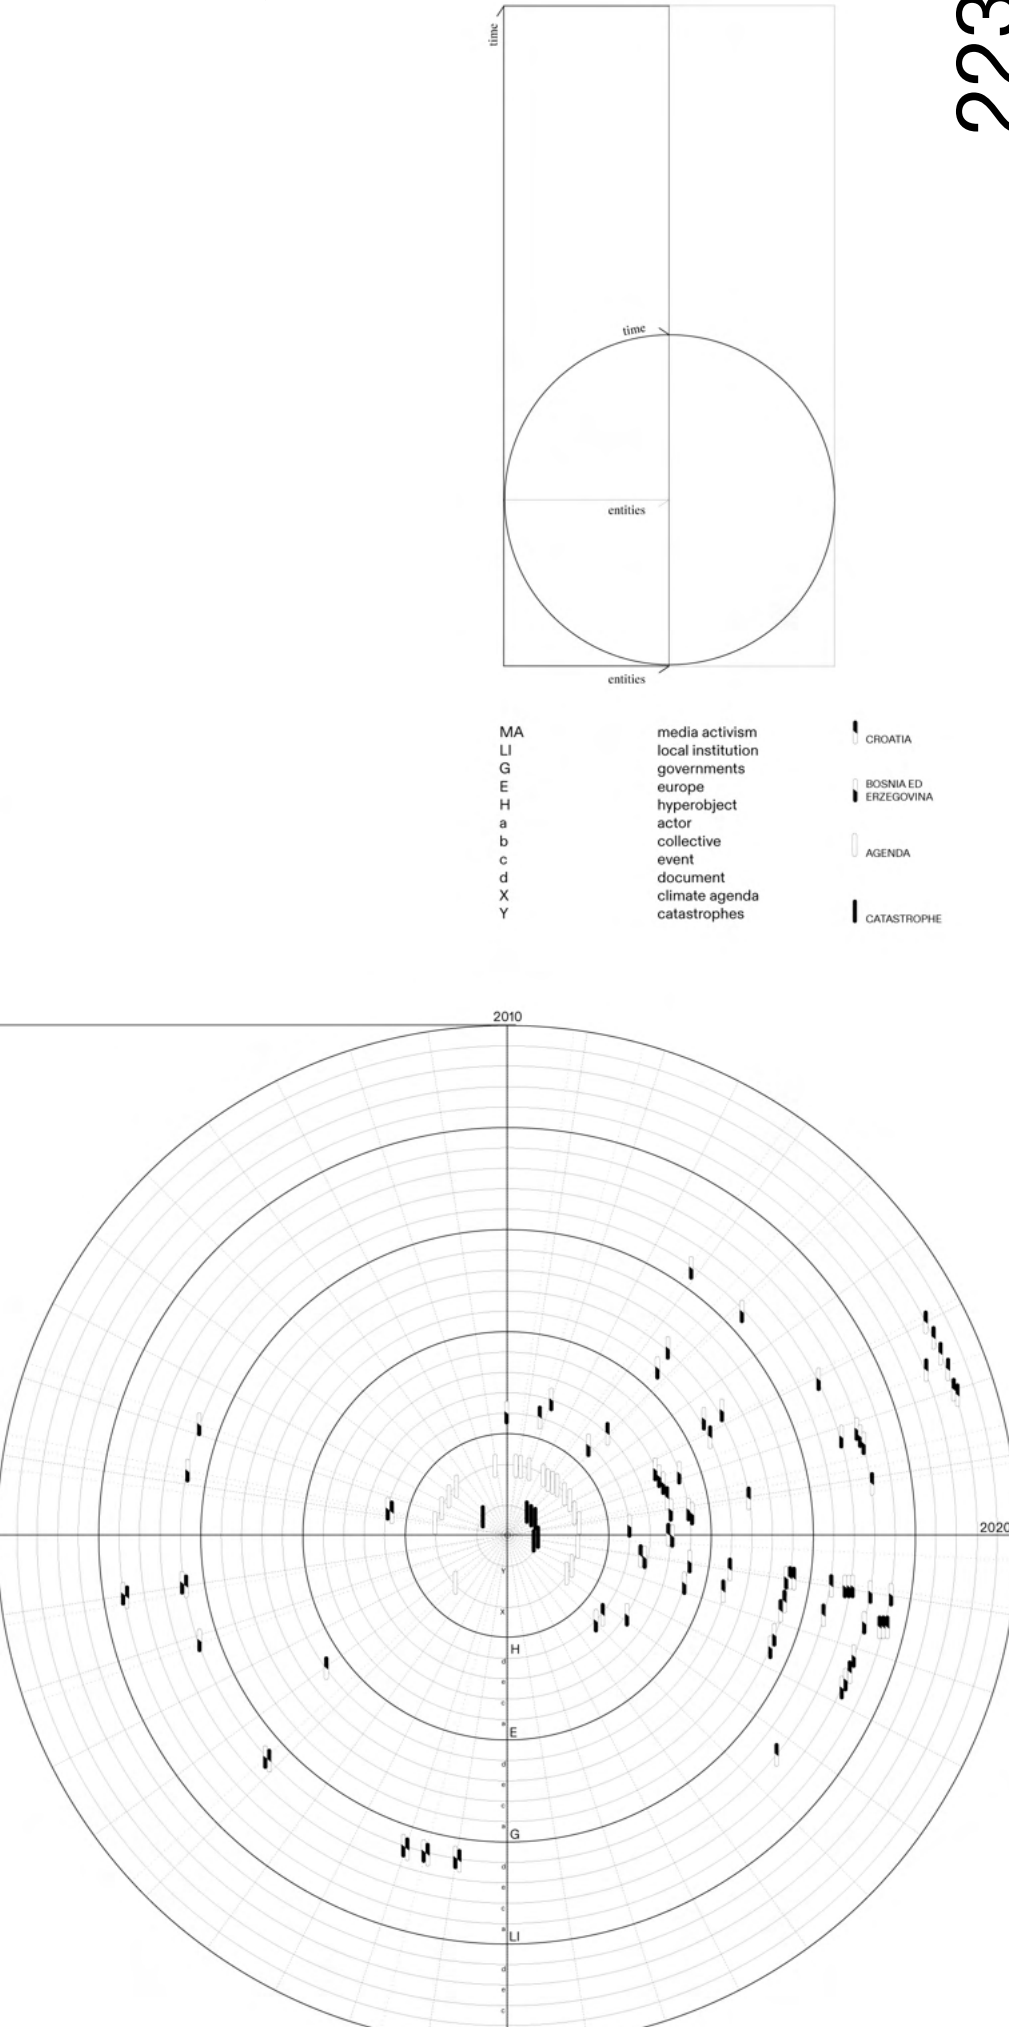 223
time
time
entities
entities
MA media activism
LI local institution
G governments
E europe
H hyperobject
a actor
b collective
c event
d document
X climate agenda
Y catastrophes
CROATIA
BOSNIA ED
ERZEGOVINA
AGENDA
CATASTROPHE
2010
2020
Y
X
H
d
e
c
E
d
e
c
a
G
d
e
c
LI
d
e
c